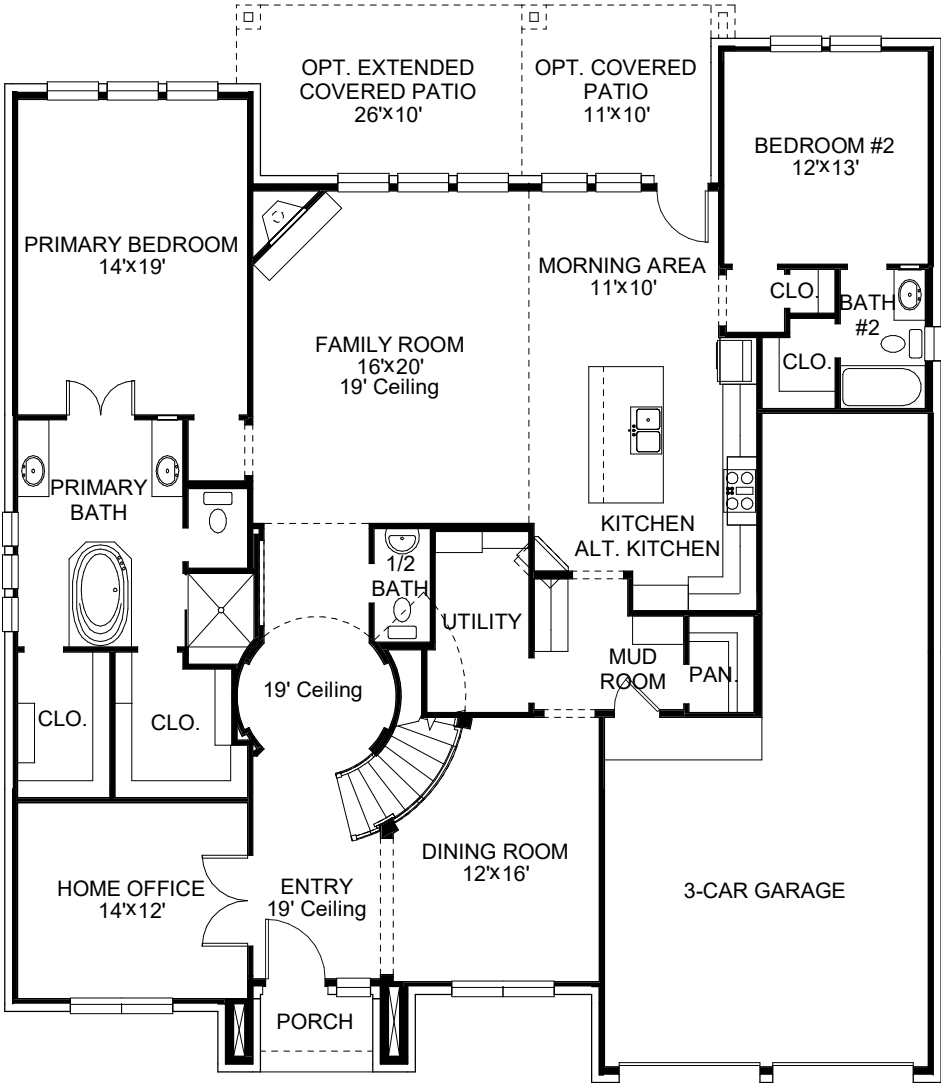 OPT. EXTENDED
COVERED PATIO
26'x10'
OPT. COVERED
PATIO
11'x10'
BEDROOM #2
12'x13'
PRIMARY BEDROOM
14'x19'
MORNING AREA
11'x10'
CLO.
BATH
#2
CLO.
FAMILY ROOM
16'x20'
19' Ceiling
PRIMARY
BATH
KITCHEN
ALT. KITCHEN
1/2
BATH
UTILITY
MUD
ROOM
PAN.
19' Ceiling
CLO.
CLO.
DINING ROOM
12'x16'
HOME OFFICE
14'x12'
ENTRY
19' Ceiling
3-CAR GARAGE
PORCH